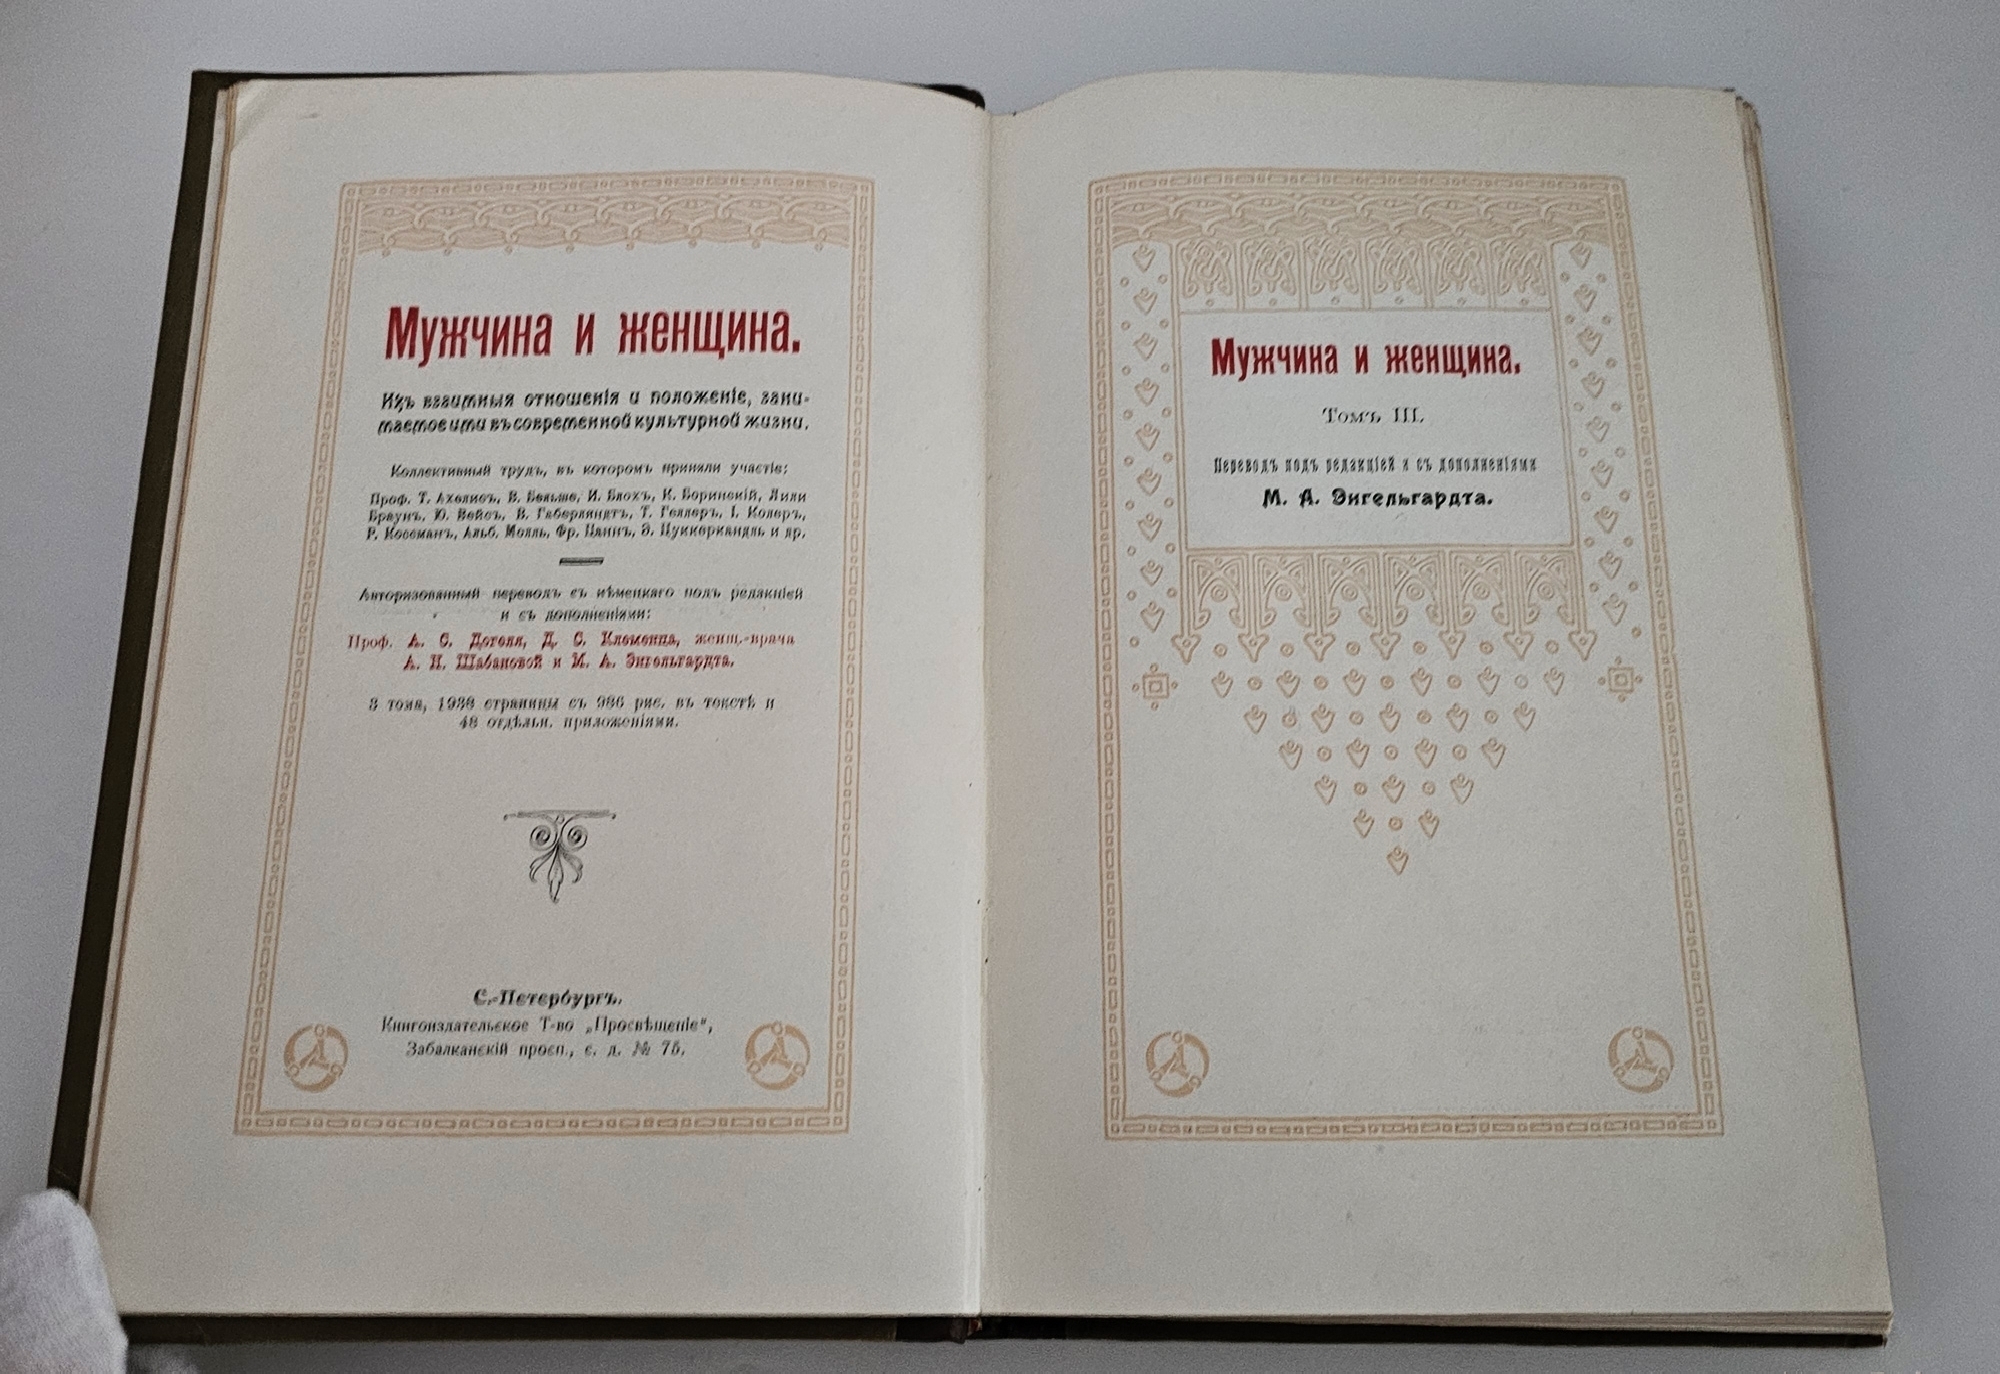 Мужчина и женщина.
Ихъ взаимныя отношенія и положеніе, зани-
маемое ими въ современной культурной жизни.
Коллективный трудъ, въ которомъ приняли участіе:
Проф. Т. Ахелисъ, В. Бельше, И. Блохъ, К. Боринскій, Лили
Браунъ, Ю. Вейсъ, В. Габерляндтъ, Т. Геллеръ, І. Колеръ,
Р. Коссманъ, Альб. Молль, Фр. Цаннъ, Э. Цуккеркандль и др.
Авторизованный переводъ съ нѣмецкаго подъ редакціей
и съ дополненіями:
Проф. А. С. Догеля, Д. С. Клеменца, женщ.-врача
А. Н. Шабановой и М. А. Энгельгардта.
3 тома, 1938 страницы съ 986 рис. въ текстѣ и
48 отдѣльн. приложеніями.
С.-Петербургъ.
Книгоиздательское Т-во „Просвѣщеніе“,
Забалканскій просп., с. д. № 75.
Мужчина и женщина.
Томъ III.
Переводъ подъ редакціей и съ дополненіями
М. А. Энгельгардта.